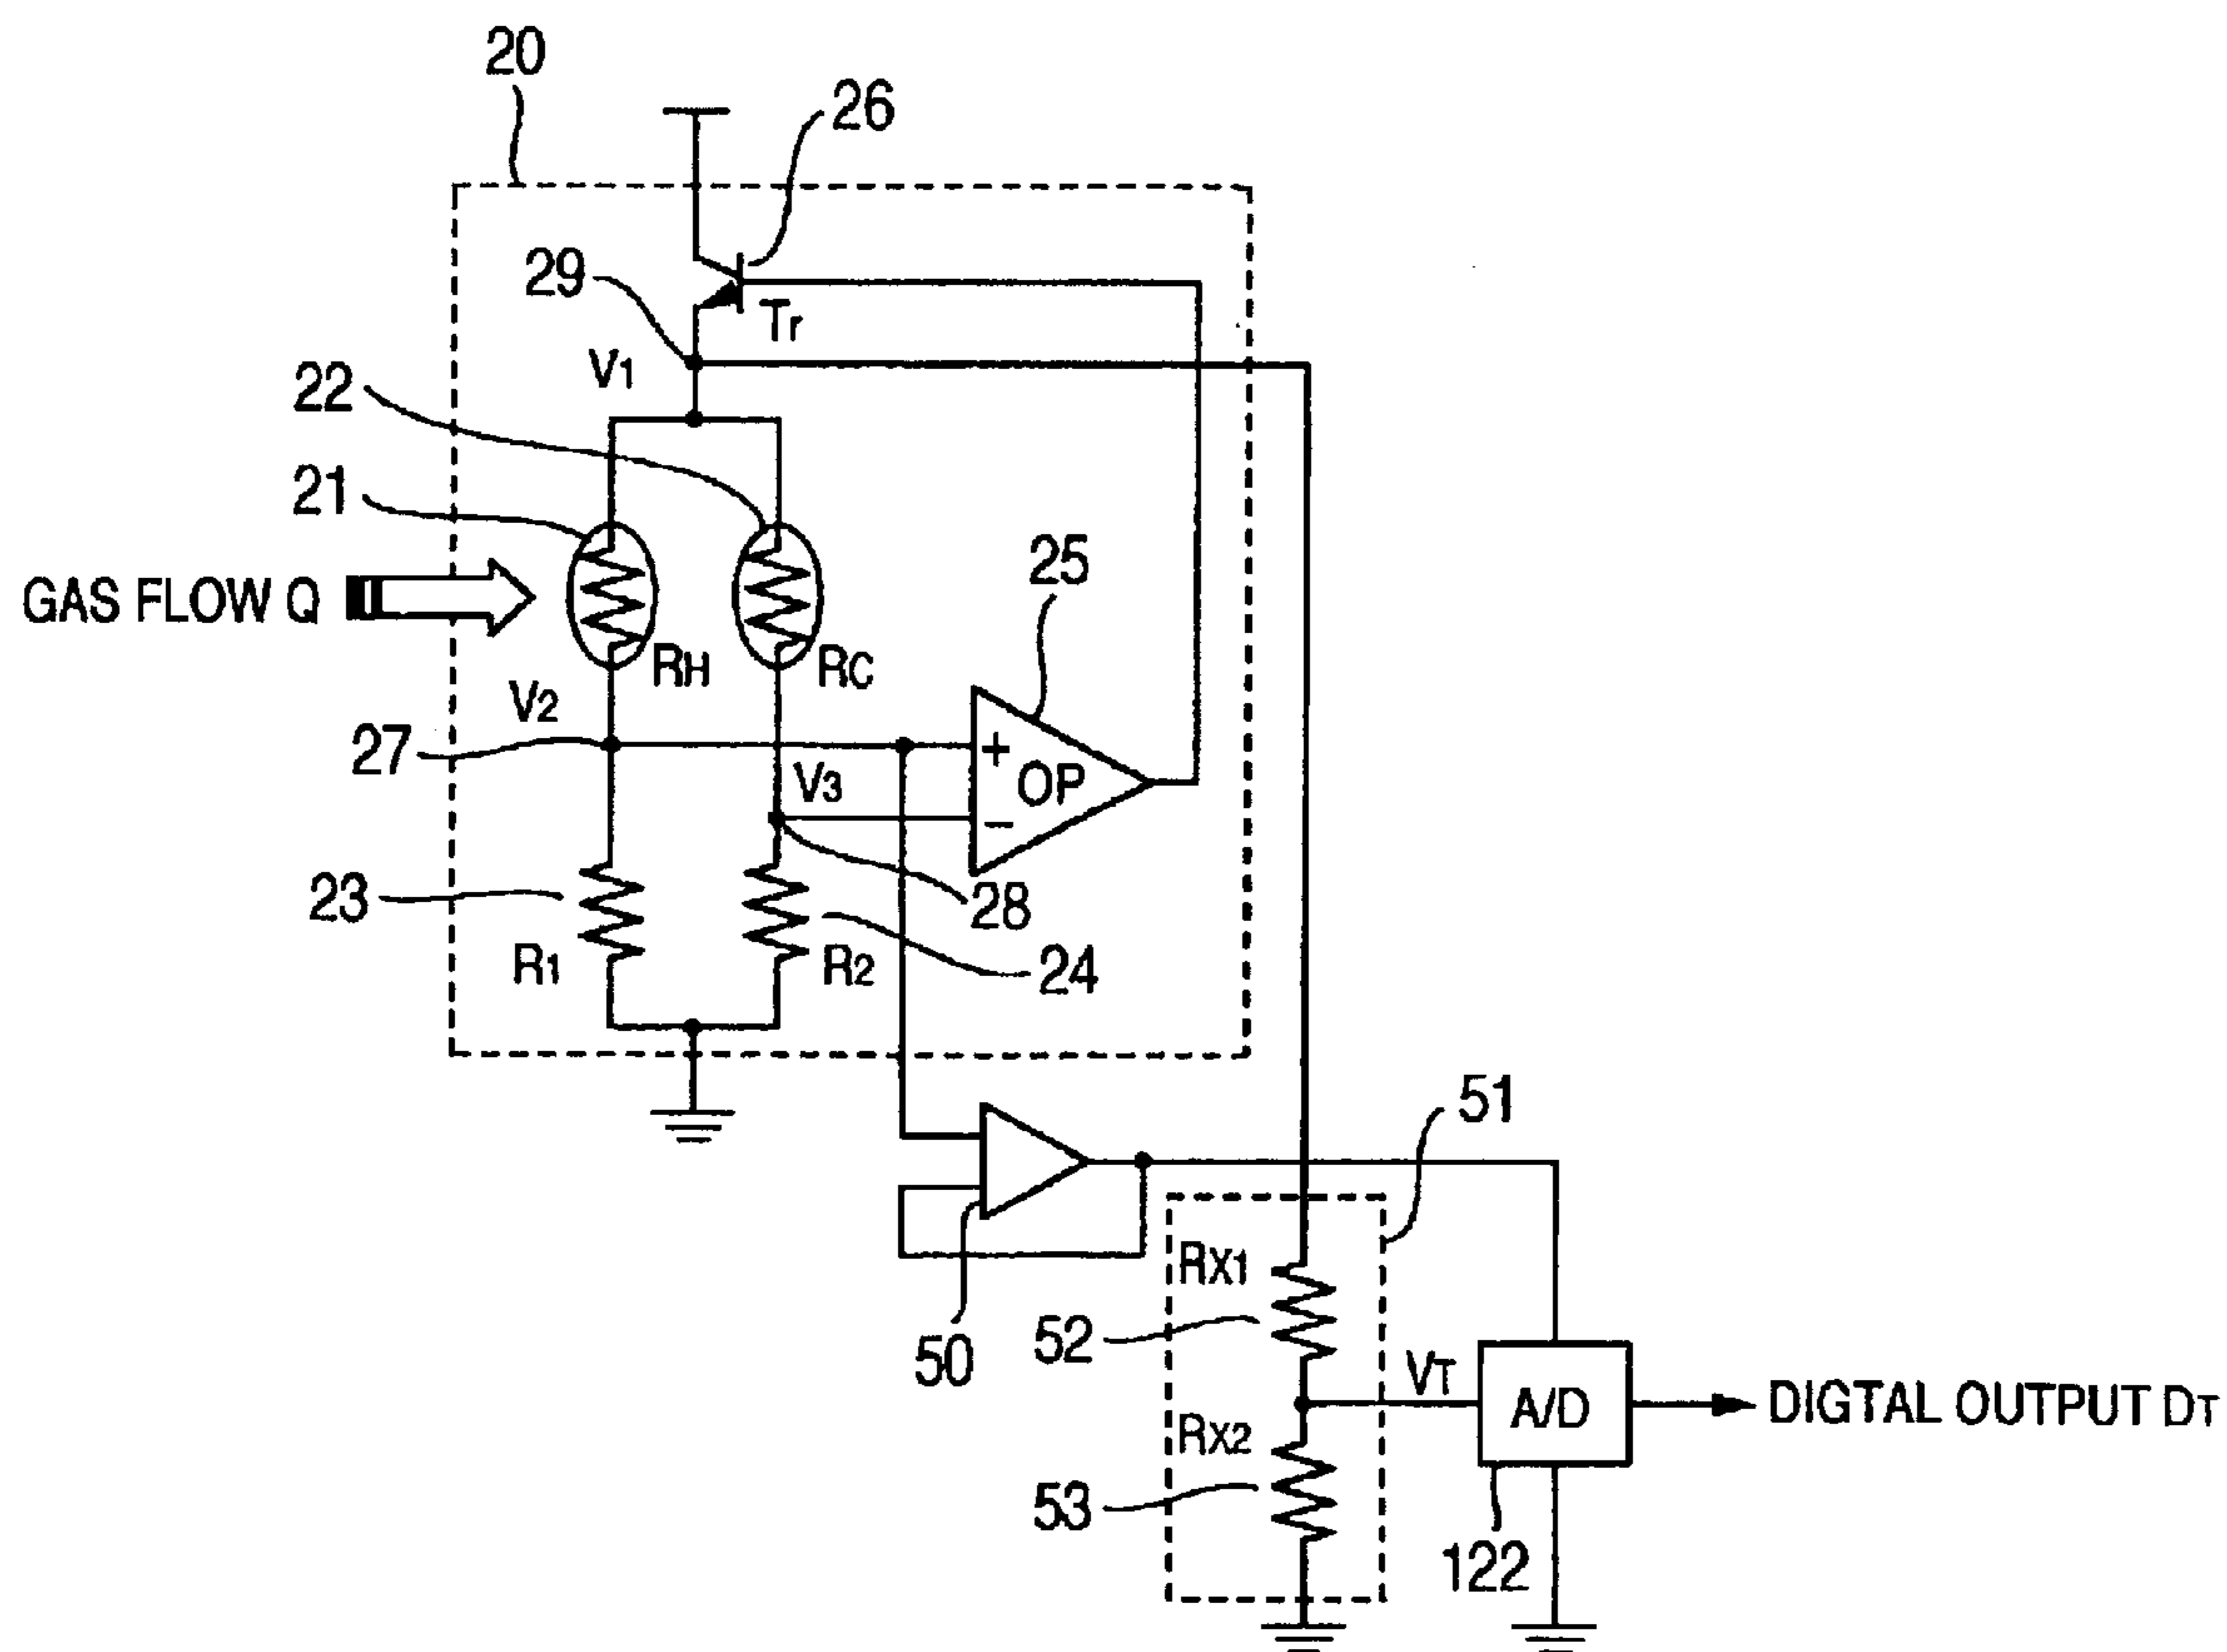 20
26
29
Tr
V1
22
21
GAS FLOW Q
25
RH
RC
V2
27
+
OP
V3
−
28
23
R1
R2
24
51
RX1
50
52
VT
A/D
DIGTAL OUTPUT DT
RX2
53
122